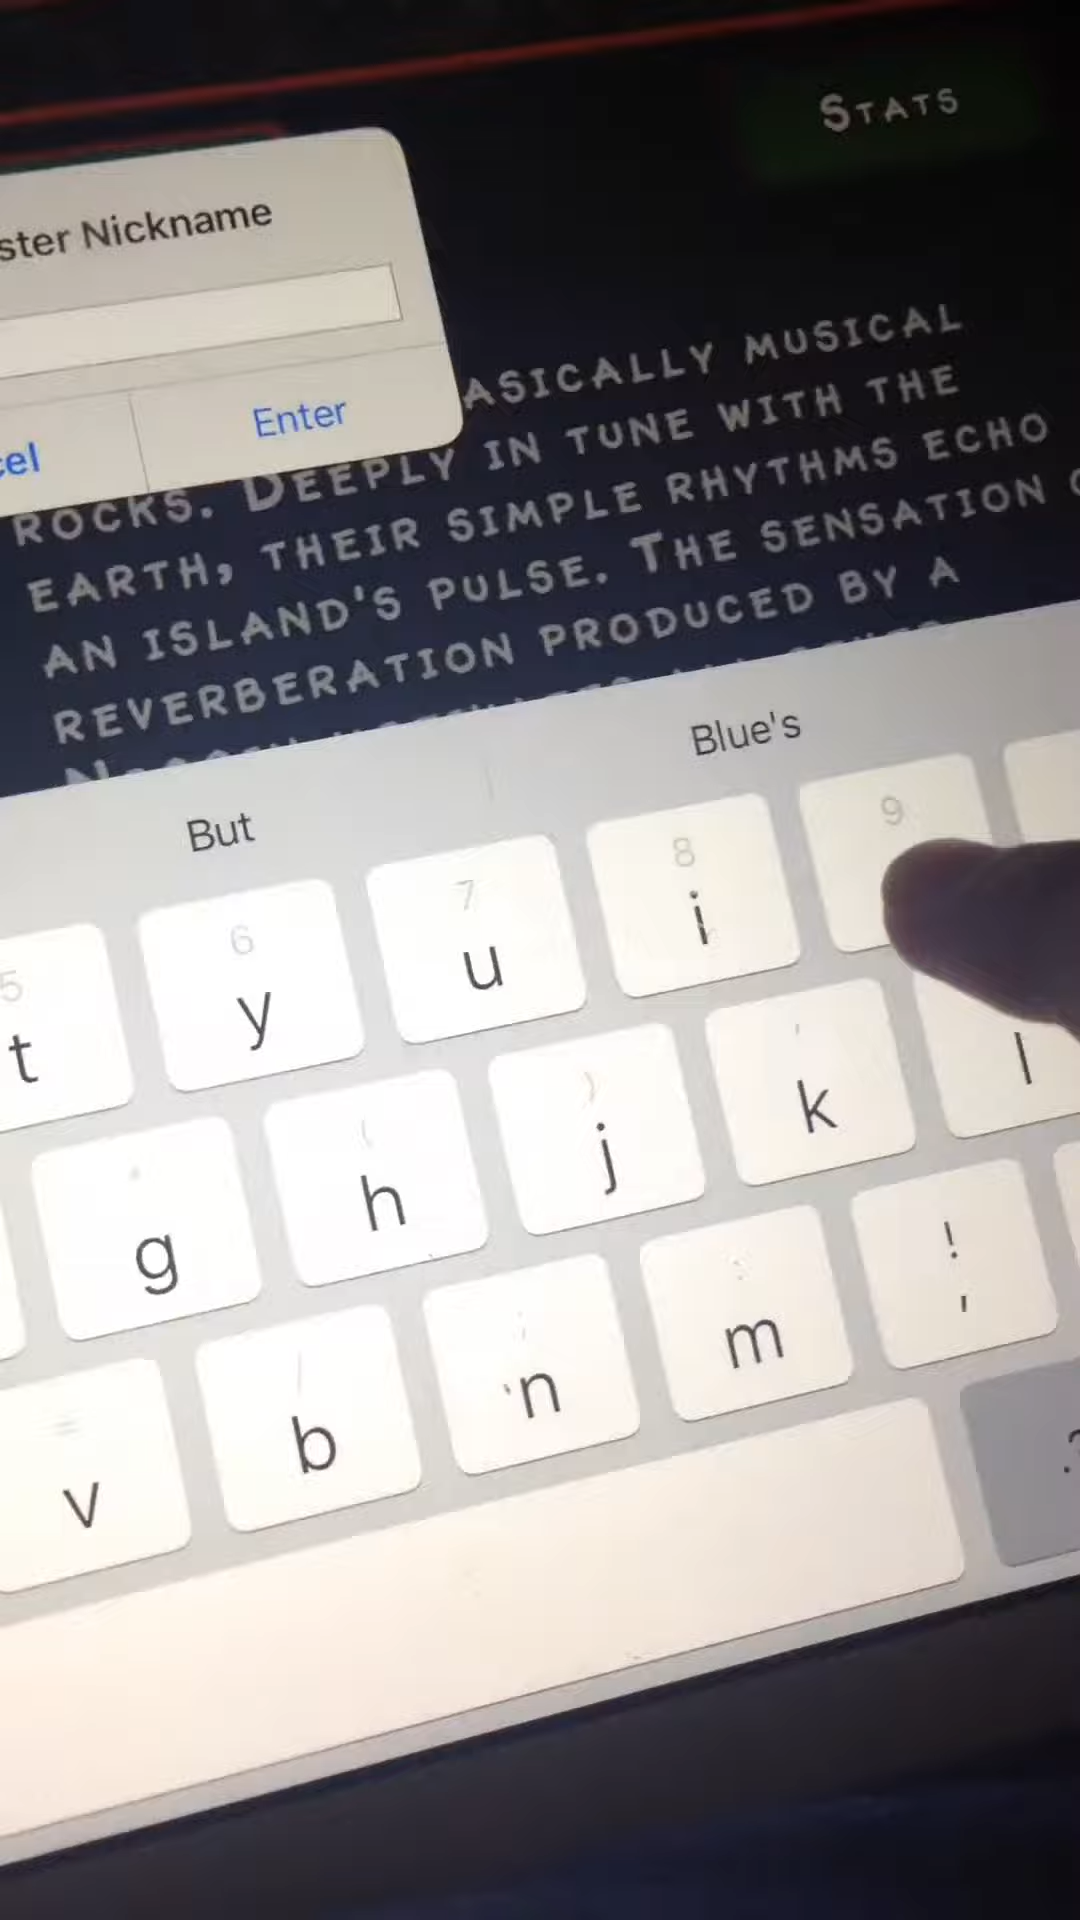 Stats
ster Nickname
cel
Enter
asically musical
rocks. Deeply in tune with the
earth, their simple rhythms echo
an island's pulse. The sensation
reverberation produced by a
But
Blue's
5 6 7 8 9
t y u i
( ) '
g h j k l
!
v b n m ,